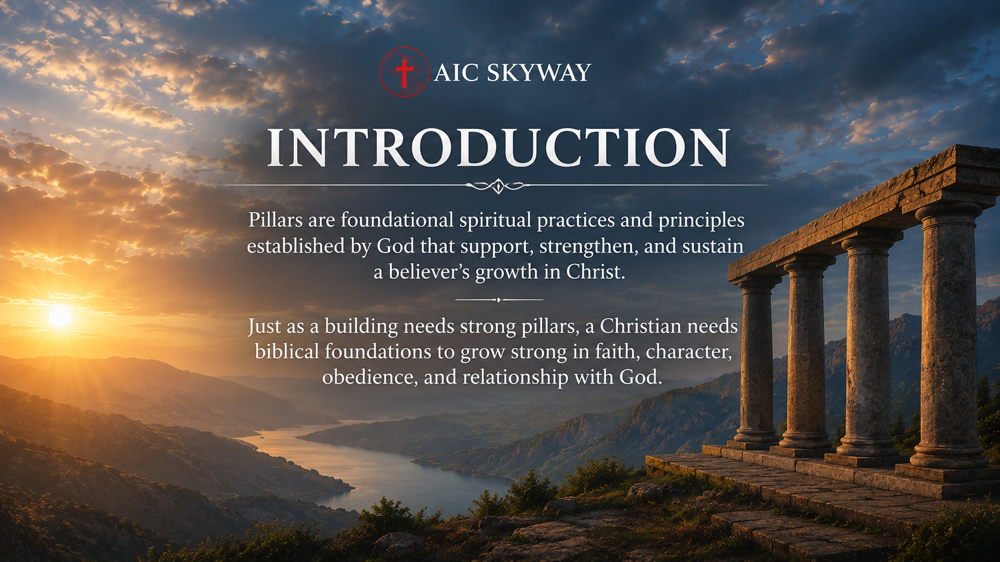 AIC SKYWAY
INTRODUCTION
Pillars are foundational spiritual practices and principles
established by God that support, strengthen, and sustain
a believer’s growth in Christ.
Just as a building needs strong pillars, a Christian needs
biblical foundations to grow strong in faith, character,
obedience, and relationship with God.